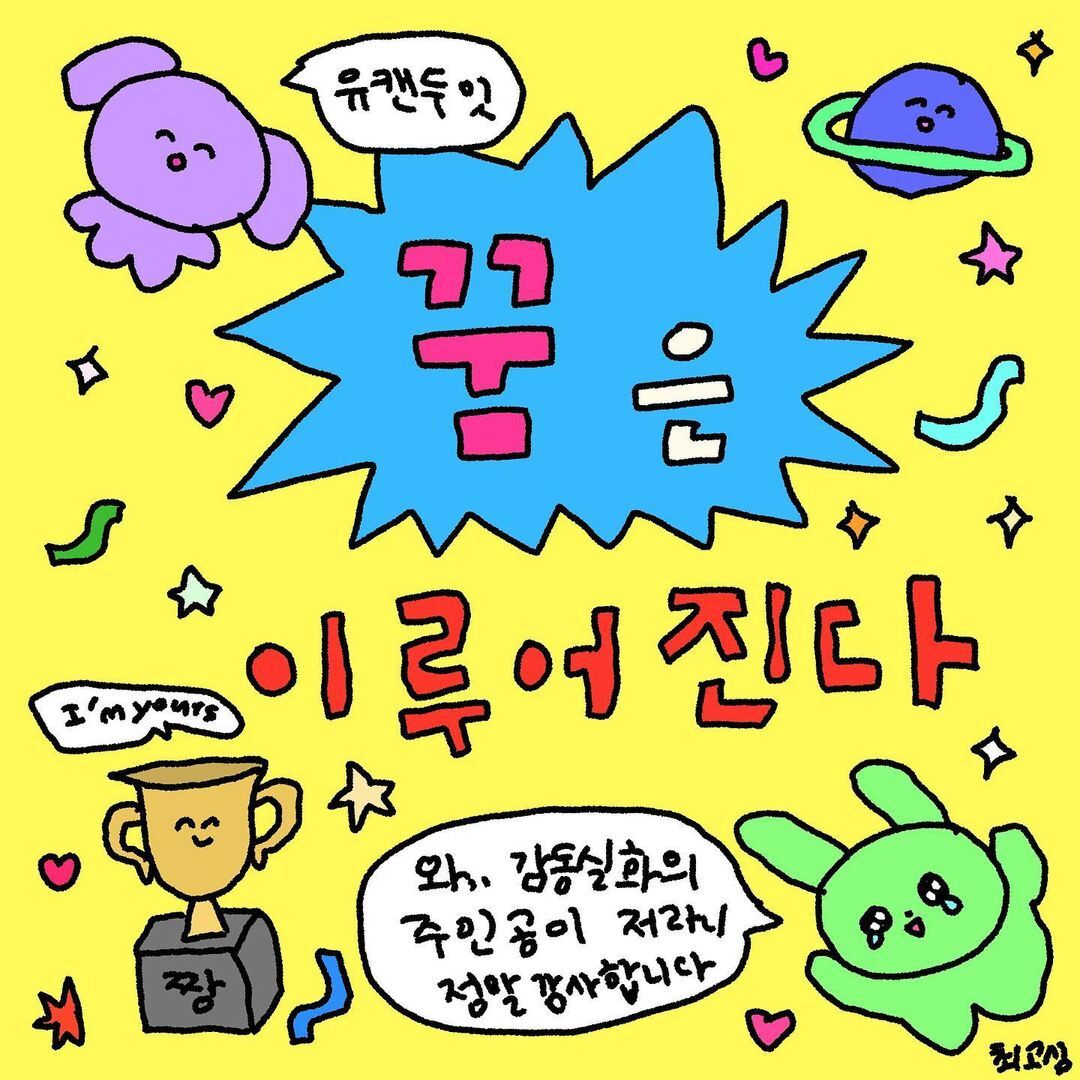 유캔두잇
꿈은
이루어진다
I'm yours
짱
와,, 감동실화의
주인공이 저라니
정말 감사합니다
최고심